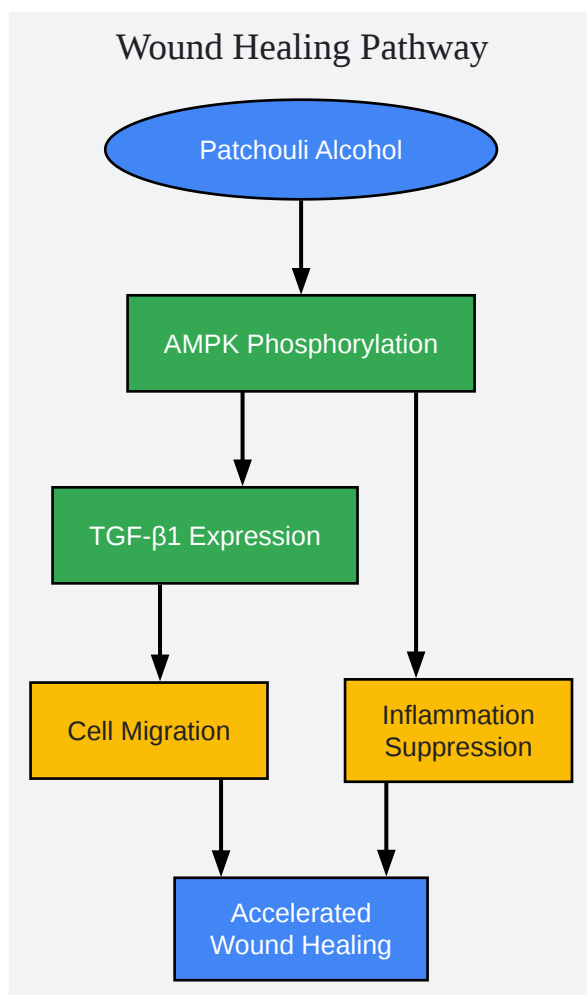 Wound Healing Pathway
Patchouli Alcohol
AMPK Phosphorylation
TGF-β1 Expression
Cell Migration
Inflammation
Suppression
Accelerated
Wound Healing